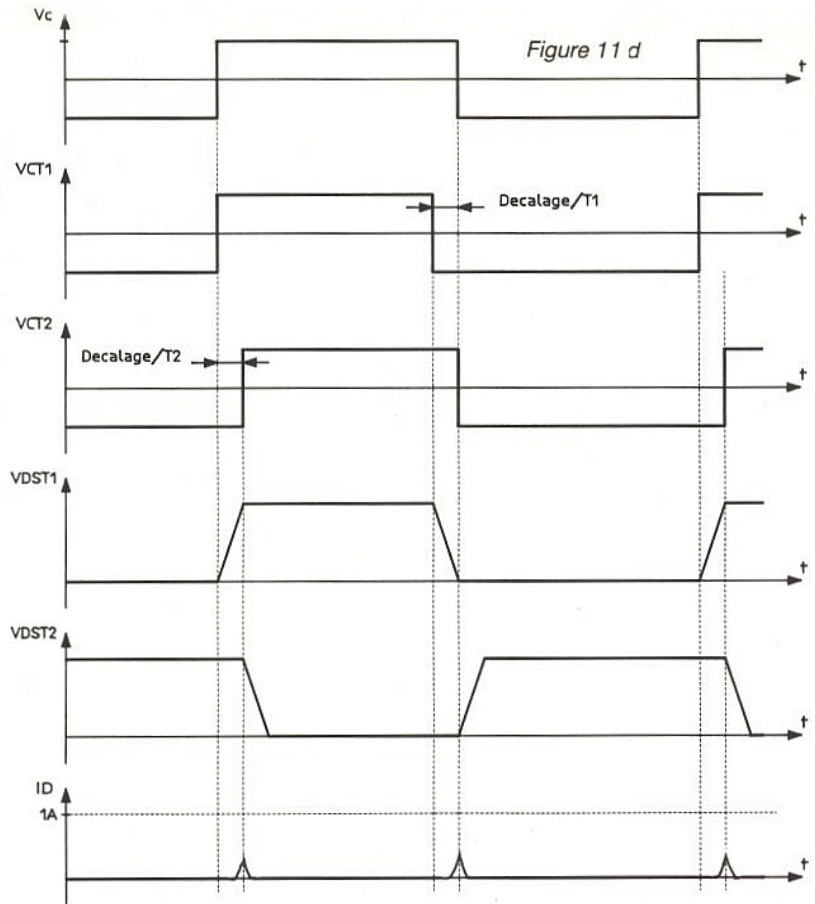 Vc
Figure 11 d
t
VCT1
Decalage/T1
t
VCT2
Decalage/T2
t
VDST1
t
VDST2
t
ID
1A
t